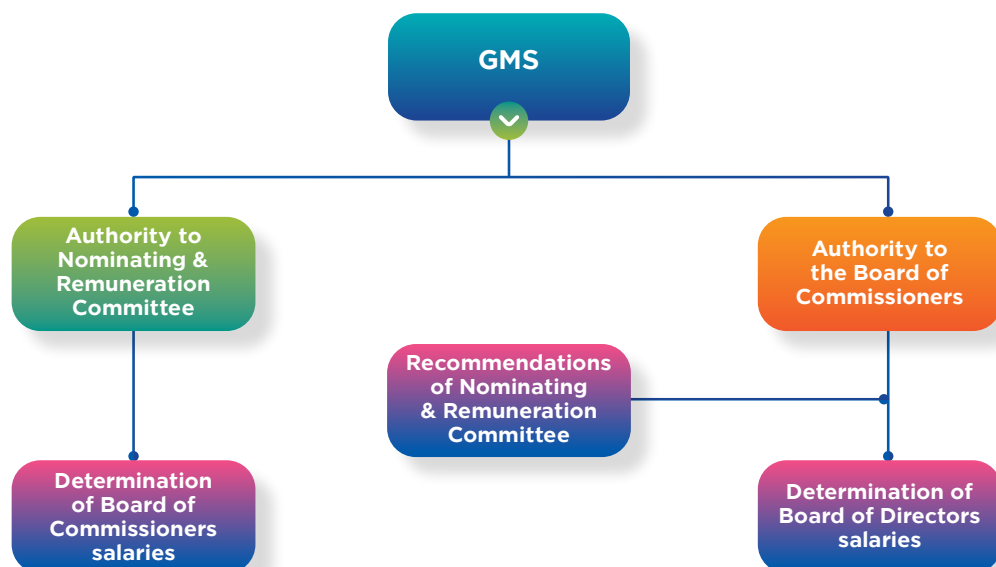 GMS
Authority to
Nominating &
Remuneration
Committee
Authority to
the Board of
Commissioners
Recommendations
of Nominating
& Remuneration
Committee
Determination
of Board of
Commissioners
salaries
Determination of
Board of Directors
salaries